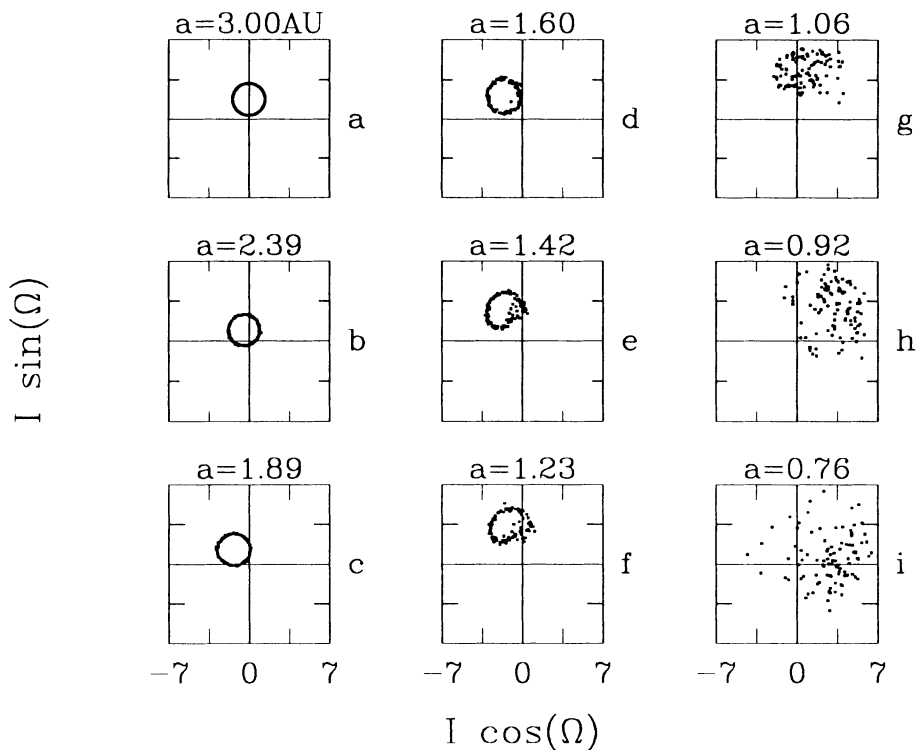 a=3.00AU
a=1.60
a=1.06
a
d
g
a=2.39
a=1.42
a=0.92
b
e
h
a=1.89
a=1.23
a=0.76
c
f
i
I sin(Ω)
−7 0 7
−7 0 7
−7 0 7
I cos(Ω)